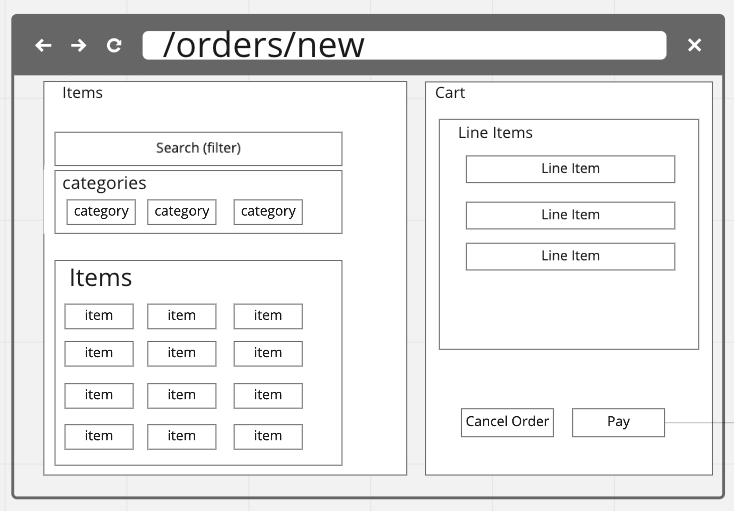 /orders/new
Items
Search (filter)
categories
category category category
Items
item item item
item item item
item item item
item item item
Cart
Line Items
Line Item
Line Item
Line Item
Cancel Order Pay